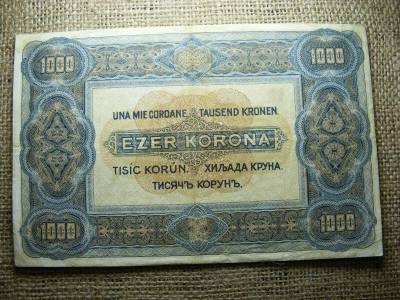 1000 1000
UNA MIE COROANE. TAUSEND KRONEN.
EZER KORONA
TISÍC KORÚN. ХИЉАДА КРУНА.
ТИСЯЧЪ КОРУНЪ.
1000 1000